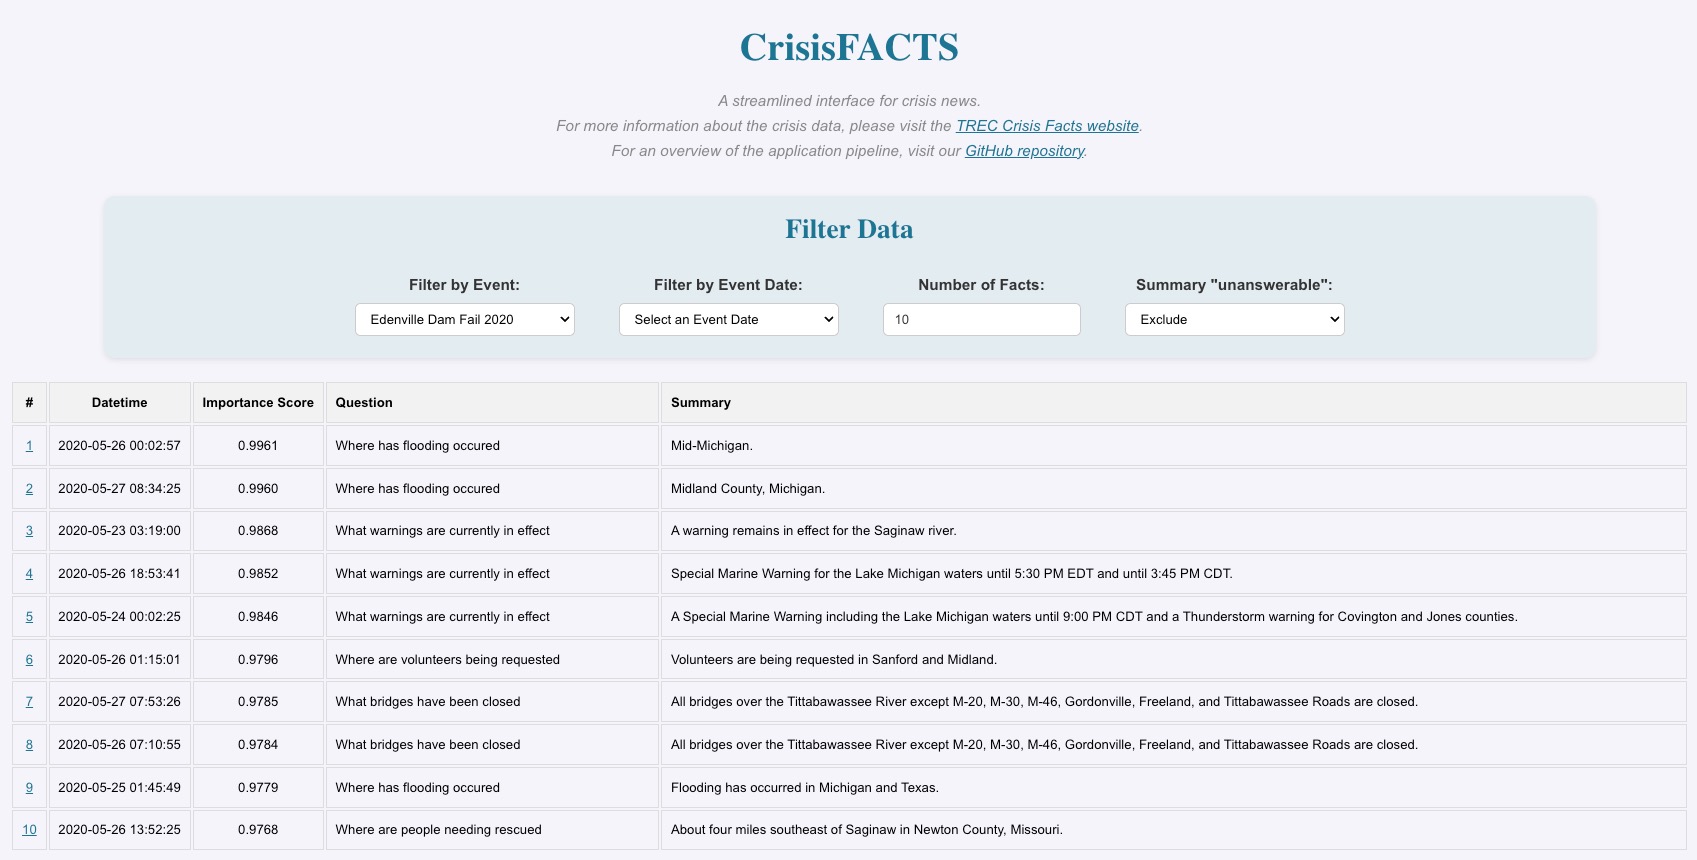 CrisisFACTS
A streamlined interface for crisis news.
For more information about the crisis data, please visit the TREC Crisis Facts website.
For an overview of the application pipeline, visit our GitHub repository.
Filter Data
Filter by Event: Filter by Event Date: Number of Facts: Summary "unanswerable":
Edenville Dam Fail 2020 Select an Event Date 10 Exclude
# Datetime Importance Score Question Summary
1 2020-05-26 00:02:57 0.9961 Where has flooding occured Mid-Michigan.
2 2020-05-27 08:34:25 0.9960 Where has flooding occured Midland County, Michigan.
3 2020-05-23 03:19:00 0.9868 What warnings are currently in effect A warning remains in effect for the Saginaw river.
4 2020-05-26 18:53:41 0.9852 What warnings are currently in effect Special Marine Warning for the Lake Michigan waters until 5:30 PM EDT and until 3:45 PM CDT.
5 2020-05-24 00:02:25 0.9846 What warnings are currently in effect A Special Marine Warning including the Lake Michigan waters until 9:00 PM CDT and a Thunderstorm warning for Covington and Jones counties.
6 2020-05-26 01:15:01 0.9796 Where are volunteers being requested Volunteers are being requested in Sanford and Midland.
7 2020-05-27 07:53:26 0.9785 What bridges have been closed All bridges over the Tittabawassee River except M-20, M-30, M-46, Gordonville, Freeland, and Tittabawassee Roads are closed.
8 2020-05-26 07:10:55 0.9784 What bridges have been closed All bridges over the Tittabawassee River except M-20, M-30, M-46, Gordonville, Freeland, and Tittabawassee Roads are closed.
9 2020-05-25 01:45:49 0.9779 Where has flooding occured Flooding has occurred in Michigan and Texas.
10 2020-05-26 13:52:25 0.9768 Where are people needing rescued About four miles southeast of Saginaw in Newton County, Missouri.